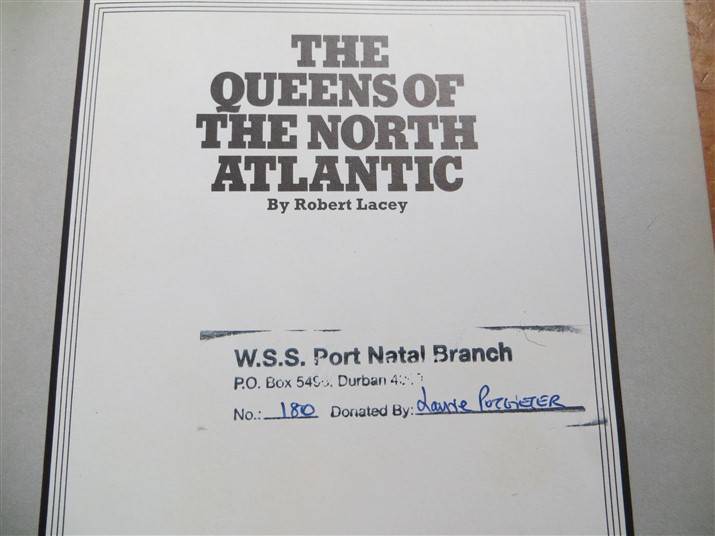 THE
QUEENS OF
THE NORTH
ATLANTIC
By Robert Lacey
W.S.S. Port Natal Branch
P.O. Box Durban
No.: 180 Donated By: Laurie Potgieter